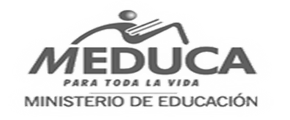 MEDUCA
PARA TODA LA VIDA
MINISTERIO DE EDUCACIÓN